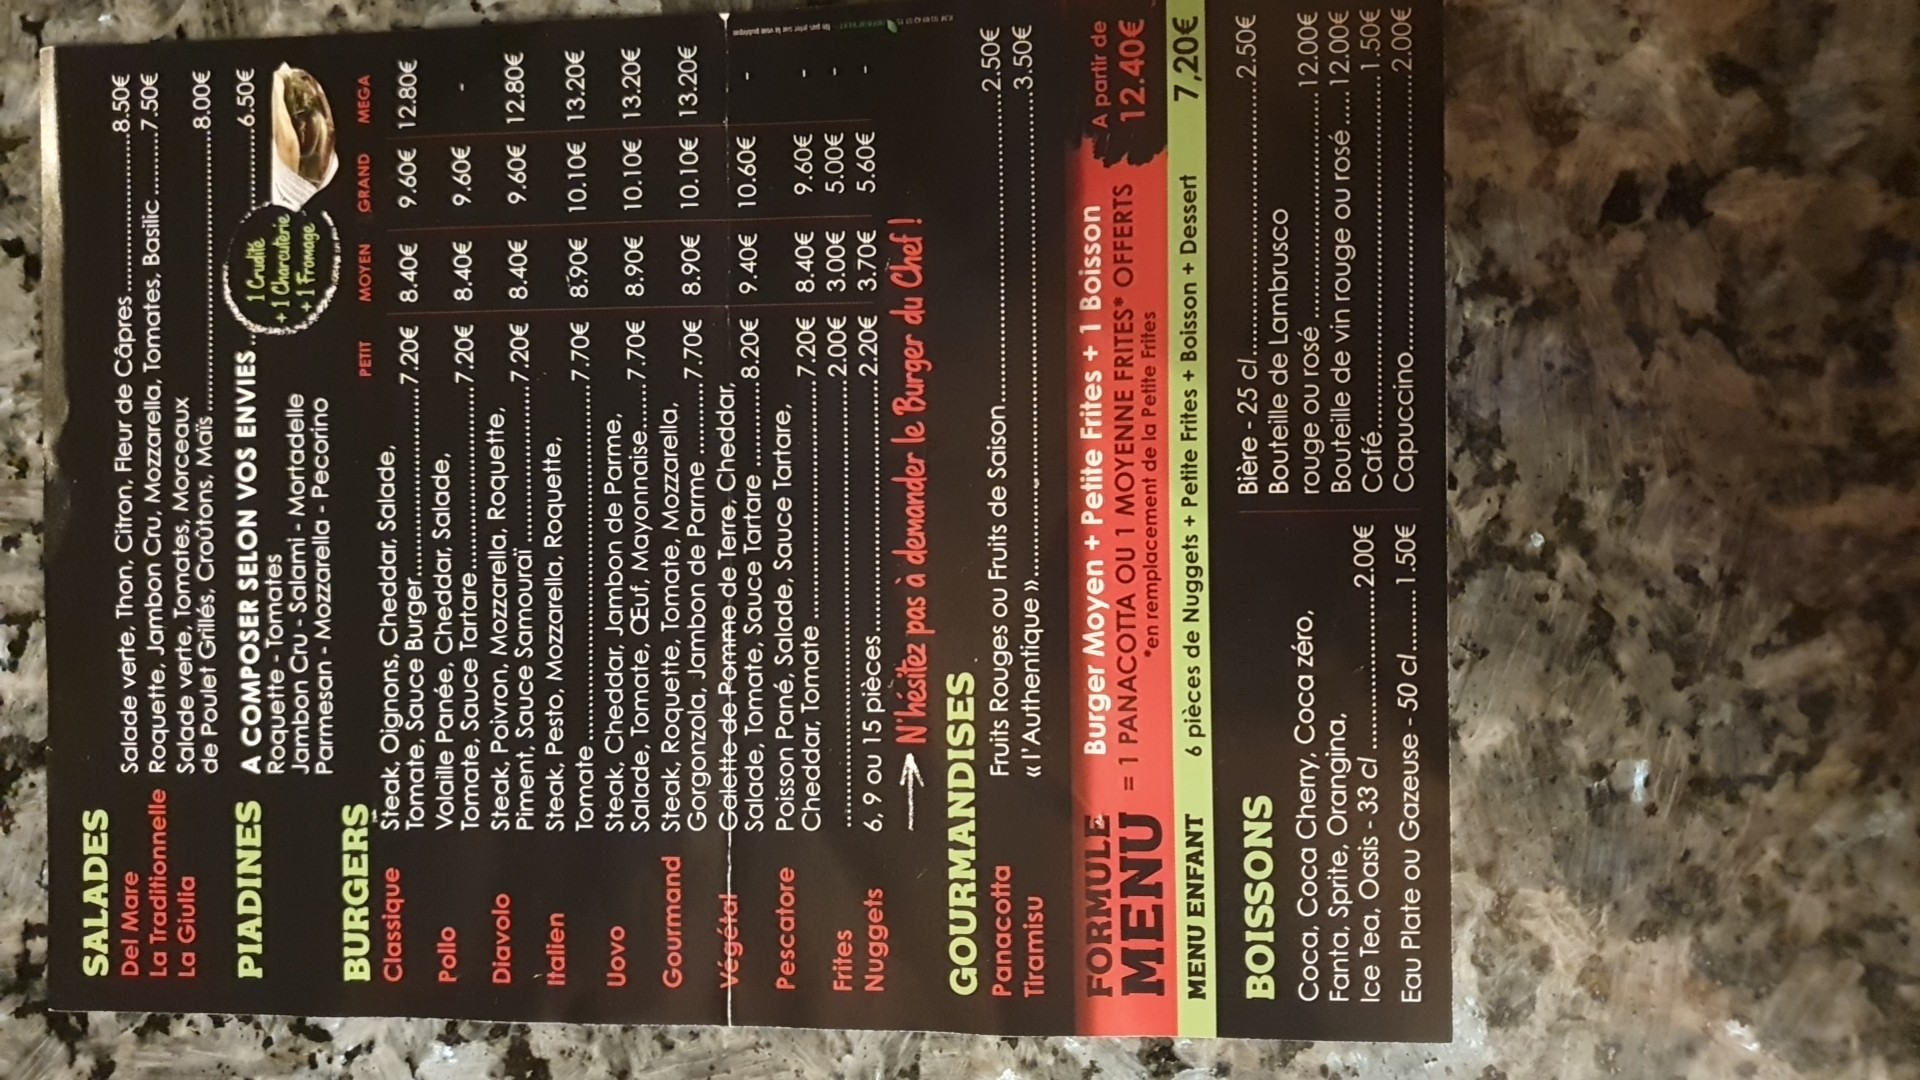 SALADES
Del Mare Salade verte, Thon, Citron, Fleur de Câpres 8.50€
La Traditionnelle Roquette, Jambon Cru, Mozzarella, Tomates, Basilic 7.50€
La Giulia Salade verte, Tomates, Morceaux
de Poulet Grillés, Croûtons, Maïs 8.00€
PIADINES A COMPOSER SELON VOS ENVIES 6.50€
Roquette - Tomates
Jambon Cru - Salami - Mortadelle
Parmesan - Mozzarella - Pecorino
1 Crudité
+ 1 Charcuterie
+ 1 Fromage
BURGERS PETIT MOYEN GRAND MEGA
Classique Steak, Oignons, Cheddar, Salade,
Tomate, Sauce Burger 7.20€ 8.40€ 9.60€ 12.80€
Pollo Volaille Panée, Cheddar, Salade,
Tomate, Sauce Tartare 7.20€ 8.40€ 9.60€ -
Diavolo Steak, Poivron, Mozzarella, Roquette,
Piment, Sauce Samouraï 7.20€ 8.40€ 9.60€ 12.80€
Italien Steak, Pesto, Mozzarella, Roquette,
Tomate 7.70€ 8.90€ 10.10€ 13.20€
Uovo Steak, Cheddar, Jambon de Parme,
Salade, Tomate, Œuf, Mayonnaise 7.70€ 8.90€ 10.10€ 13.20€
Gourmand Steak, Roquette, Tomate, Mozzarella,
Gorgonzola, Jambon de Parme 7.70€ 8.90€ 10.10€ 13.20€
Végétal Galette de Pomme de Terre, Cheddar,
Salade, Tomate, Sauce Tartare 8.20€ 9.40€ 10.60€ -
Pescatore Poisson Pané, Salade, Sauce Tartare,
Cheddar, Tomate 7.20€ 8.40€ 9.60€ -
Frites 2.00€ 3.00€ 5.00€ -
Nuggets 6, 9 ou 15 pièces 2.20€ 3.70€ 5.60€ -
N'hésitez pas à demander le Burger du Chef !
GOURMANDISES
Panacotta Fruits Rouges ou Fruits de Saison 2.50€
Tiramisu « l'Authentique » 3.50€
FORMULE MENU
Burger Moyen + Petite Frites + 1 Boisson
= 1 PANACOTTA OU 1 MOYENNE FRITES* OFFERTS
*en remplacement de la Petite Frites
A partir de
12.40€
MENU ENFANT 6 pièces de Nuggets + Petite Frites + Boisson + Dessert 7,20€
BOISSONS
Coca, Coca Cherry, Coca zéro,
Fanta, Sprite, Orangina,
Ice Tea, Oasis - 33 cl 2.00€
Eau Plate ou Gazeuse - 50 cl 1.50€
Bière - 25 cl 2.50€
Bouteille de Lambrusco
rouge ou rosé 12.00€
Bouteille de vin rouge ou rosé 12.00€
Café 1.50€
Capuccino 2.00€
Ne pas jeter sur la voie publique